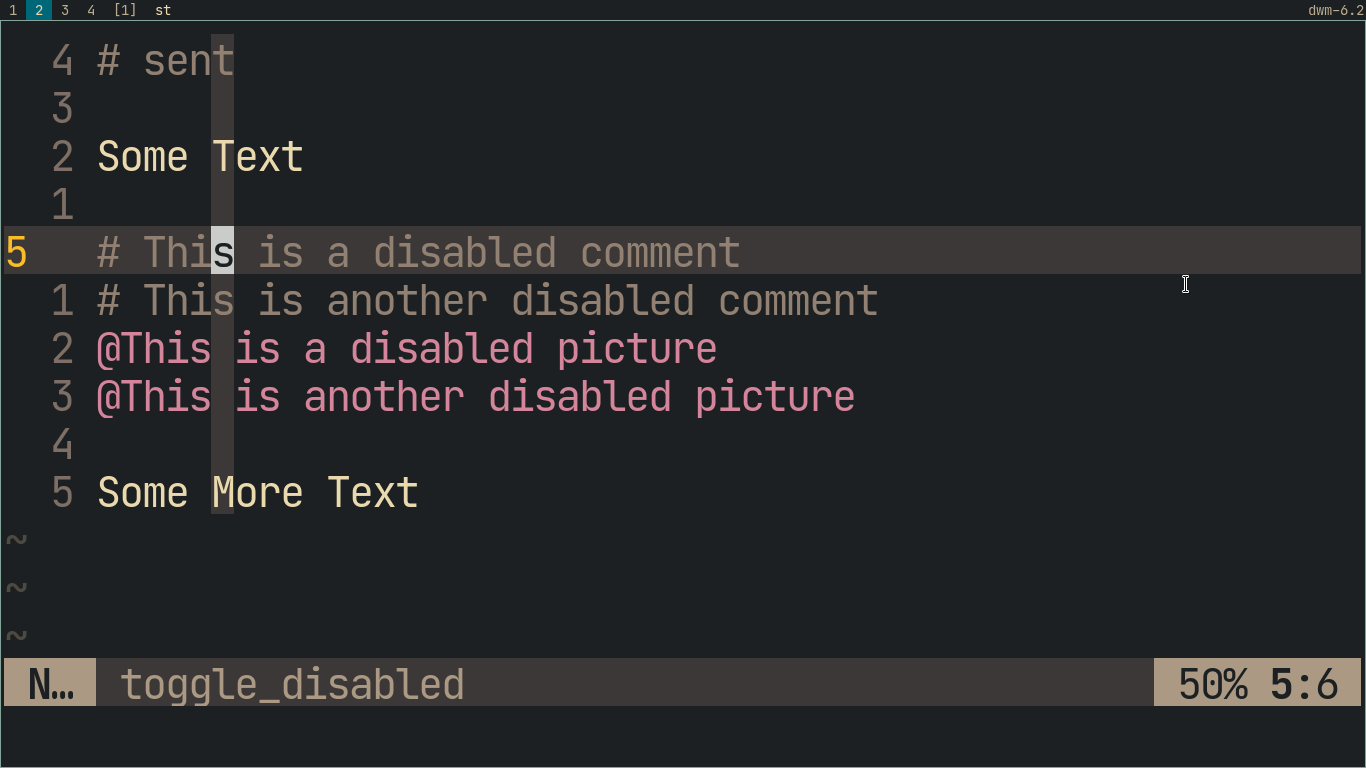 1 2 3 4 [1] st dwm-6.2
4 # sent
3
2 Some Text
1
5 # This is a disabled comment
1 # This is another disabled comment
2 @This is a disabled picture
3 @This is another disabled picture
4
5 Some More Text
~
~
~
N… toggle_disabled 50% 5:6